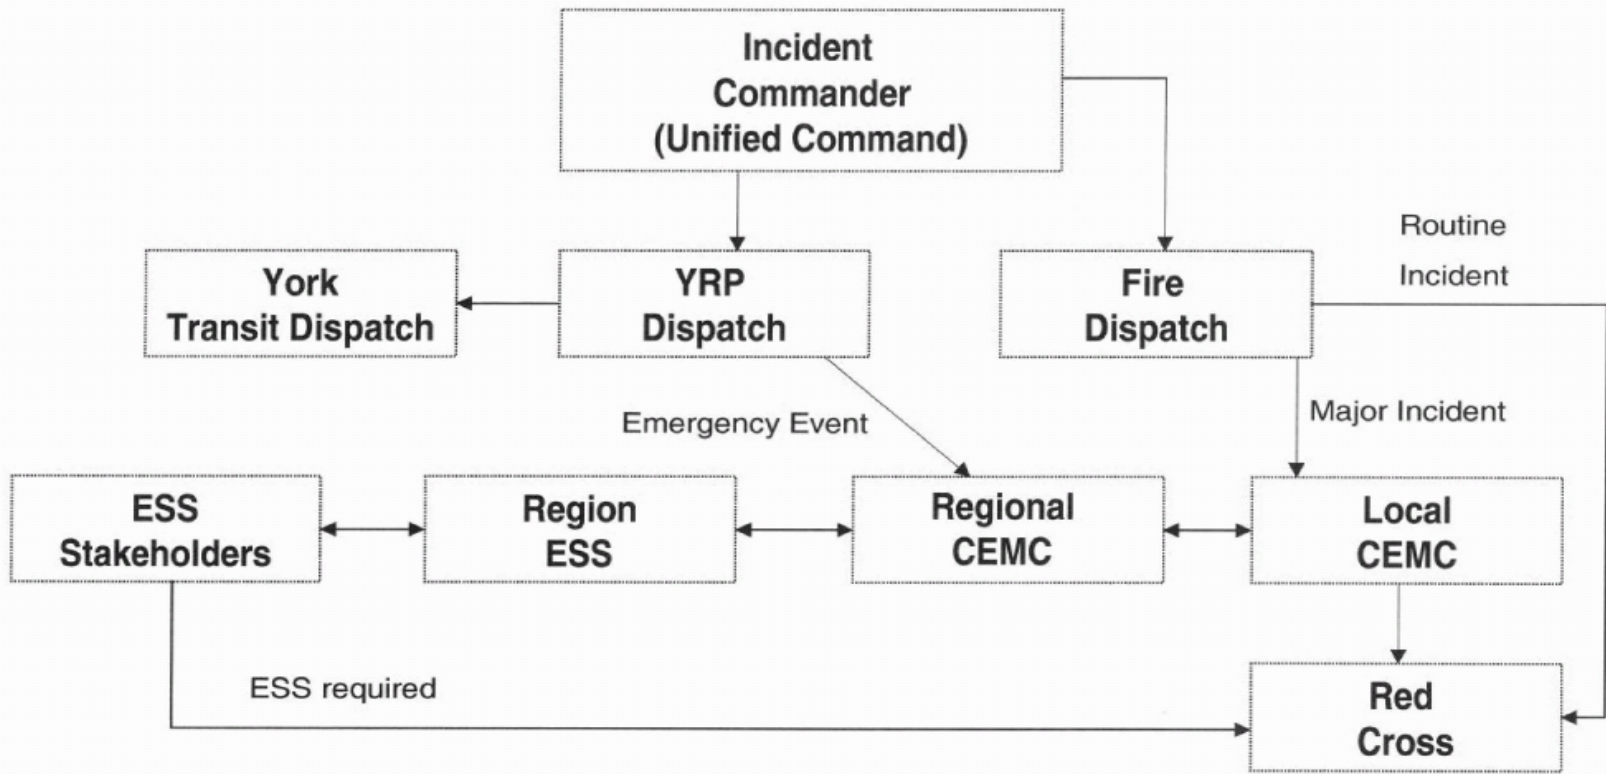 Incident
Commander
(Unified Command)
Routine
Incident
York
Transit Dispatch
YRP
Dispatch
Fire
Dispatch
Emergency Event
Major Incident
ESS
Stakeholders
Region
ESS
Regional
CEMC
Local
CEMC
ESS required
Red
Cross